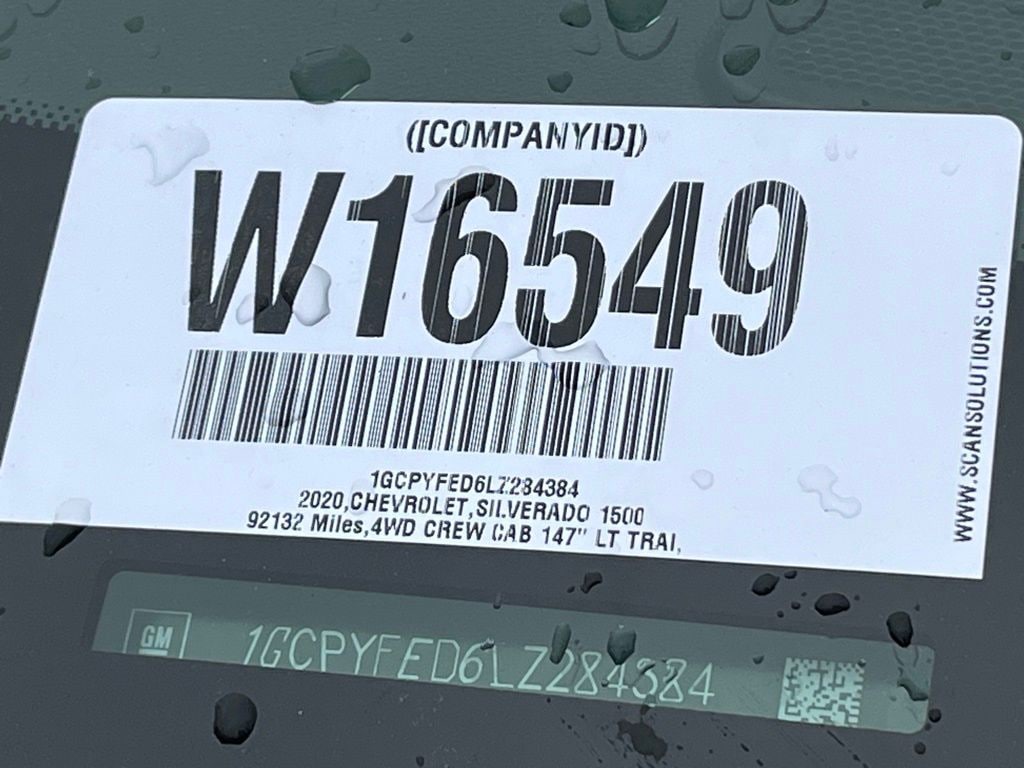 ([COMPANYID])
W16549
1GCPYFED6LZ284384
2020,CHEVROLET,SILVERADO 1500
92132 Miles,4WD CREW CAB 147" LT TRAI,
WWW.SCANSOLUTIONS.COM
GM 1GCPYFED6LZ284384